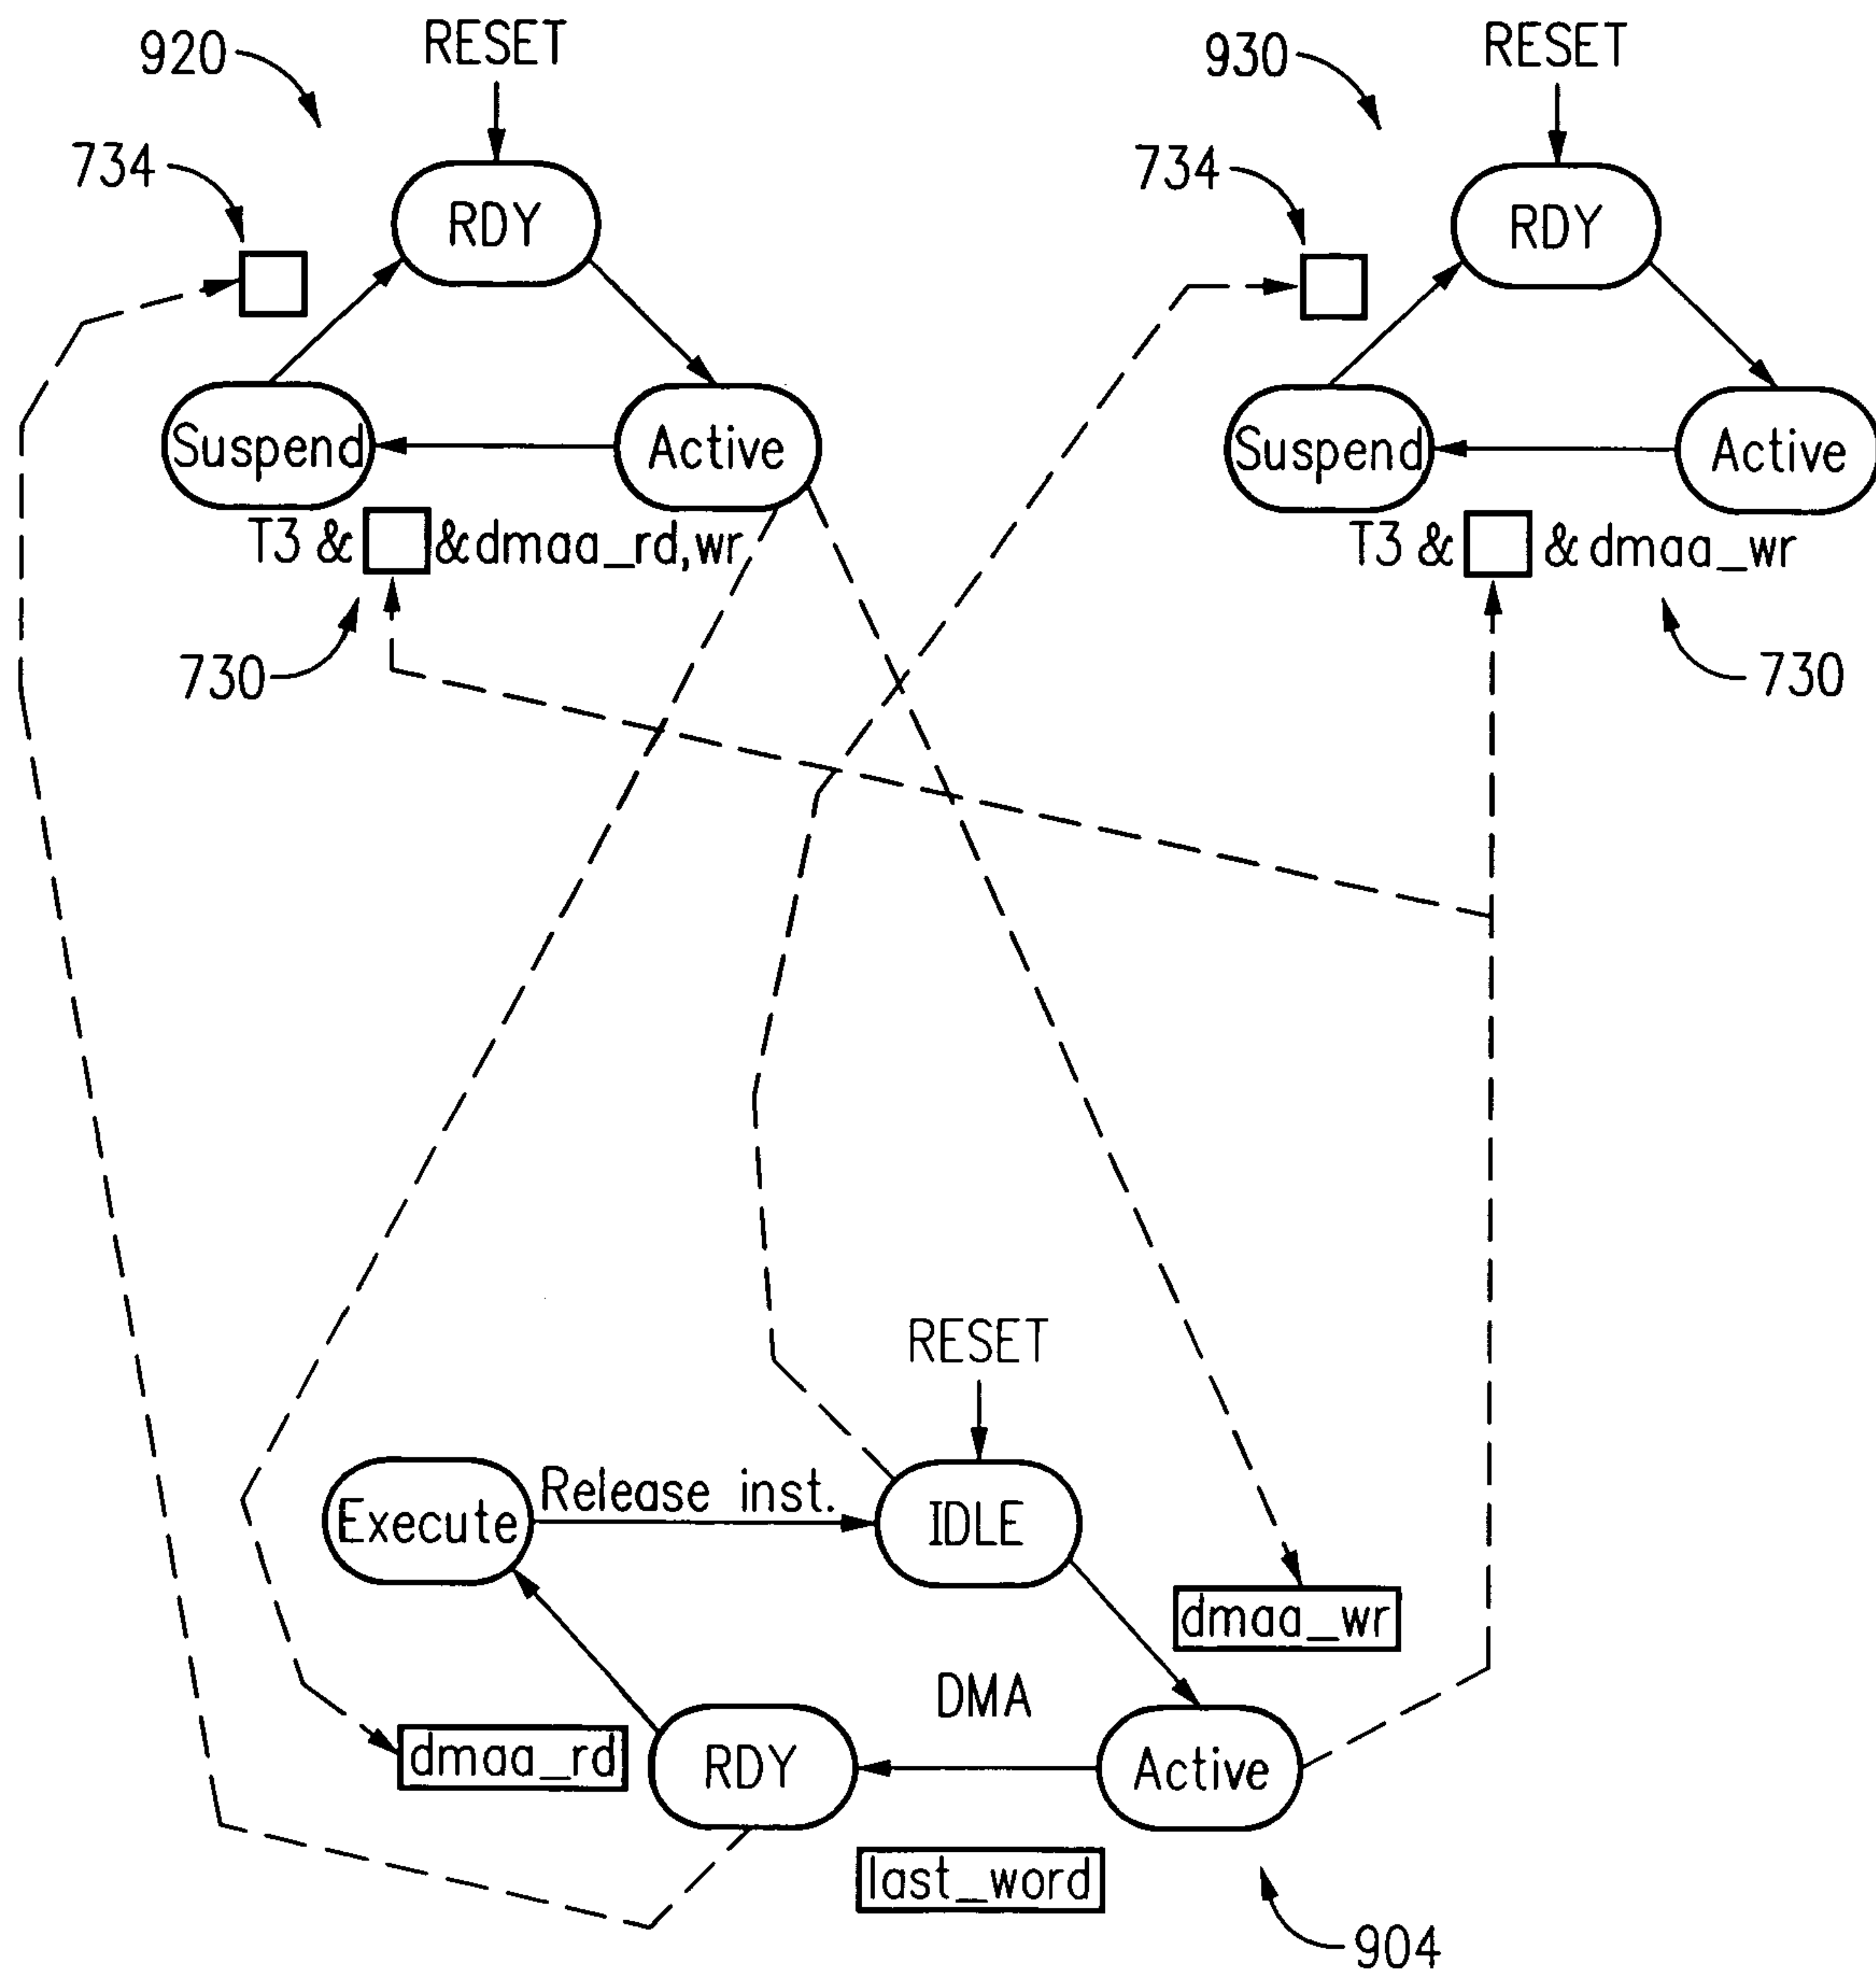 920
RESET
930
RESET
734
RDY
734
RDY
Suspend
Active
Suspend
Active
T3 & &dmaa_rd,wr
T3 & & dmaa_wr
730
730
RESET
Execute
Release inst.
IDLE
dmaa_wr
DMA
dmaa_rd
RDY
Active
last_word
904